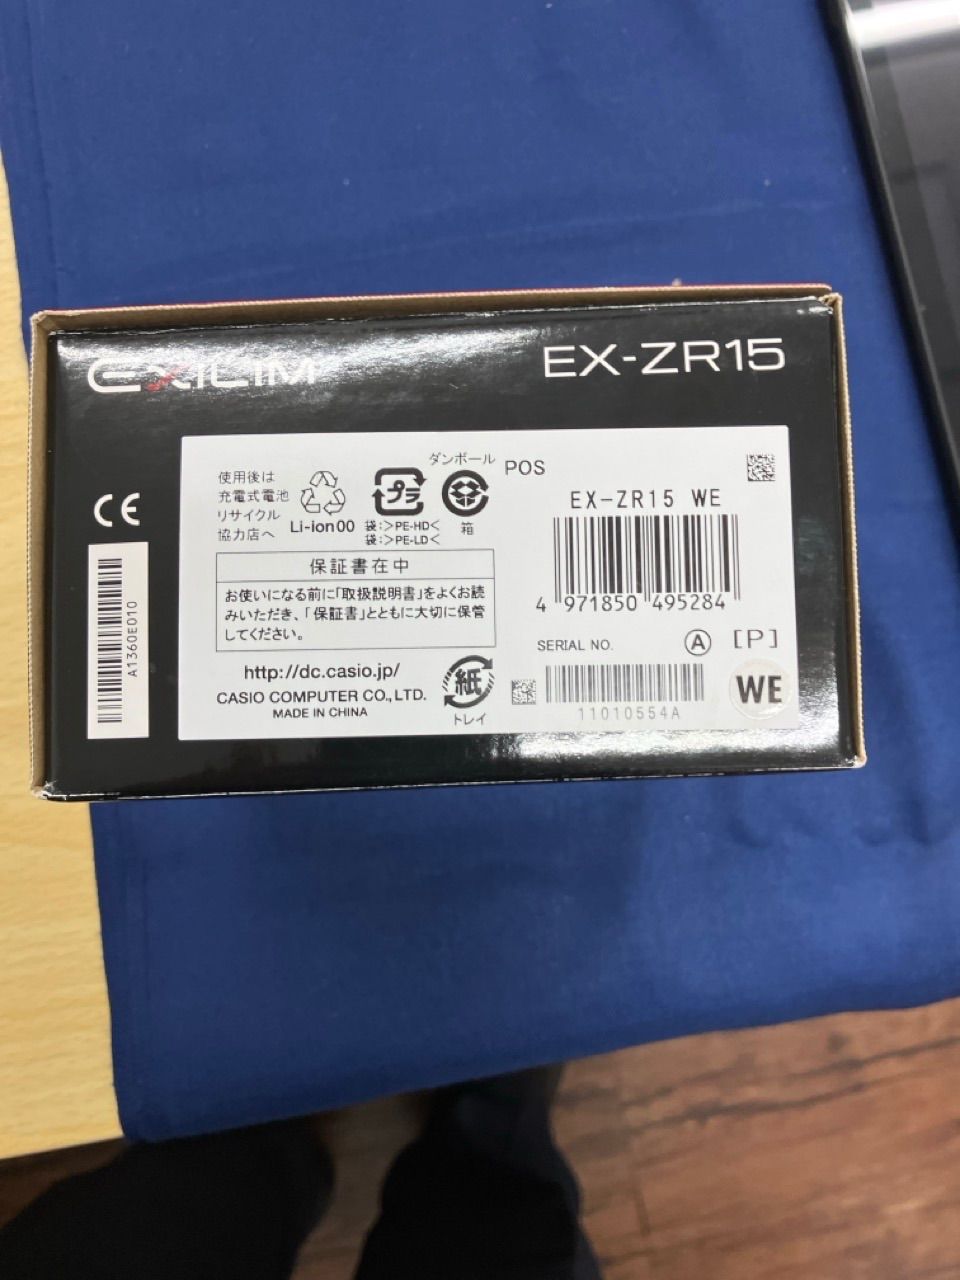 EXILIM
EX-ZR15
CE
A1360E010
使用後は
充電式電池
リサイクル
協力店へ
Li-ion00
プラ
袋:>PE-HD<
袋:>PE-LD<
ダンボール
箱
POS
EX-ZR15 WE
4 971850 495284
保証書在中
お使いになる前に「取扱説明書」をよくお読
みいただき、「保証書」とともに大切に保管
してください。
http://dc.casio.jp/
CASIO COMPUTER CO.,LTD.
MADE IN CHINA
紙
トレイ
SERIAL NO.
A
[P]
11010554A
WE